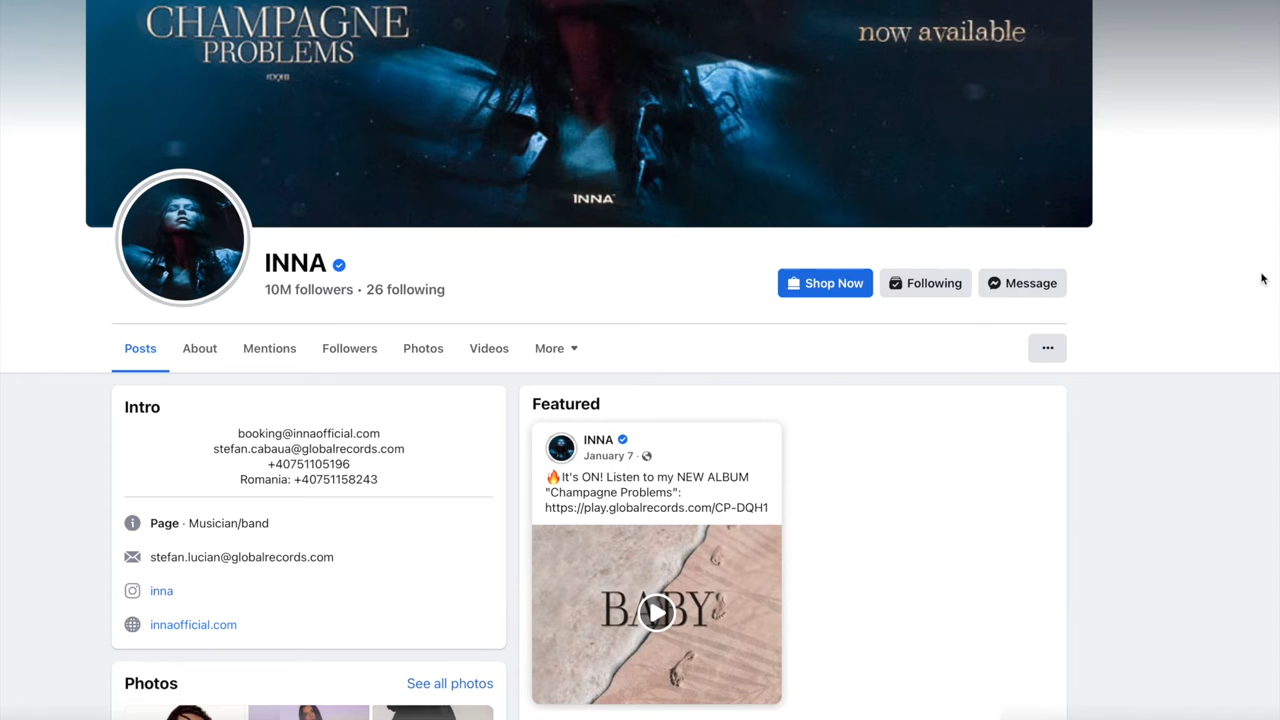 CHAMPAGNE
PROBLEMS
#DQH1
now available
INNA
INNA
10M followers · 26 following
Shop Now
Following
Message
Posts
About
Mentions
Followers
Photos
Videos
More
Intro
booking@innaofficial.com
stefan.cabaua@globalrecords.com
+40751105196
Romania: +40751158243
Page · Musician/band
stefan.lucian@globalrecords.com
inna
innaofficial.com
Photos
See all photos
Featured
INNA
January 7 ·
🔥It's ON! Listen to my NEW ALBUM
"Champagne Problems":
https://play.globalrecords.com/CP-DQH1
BABY